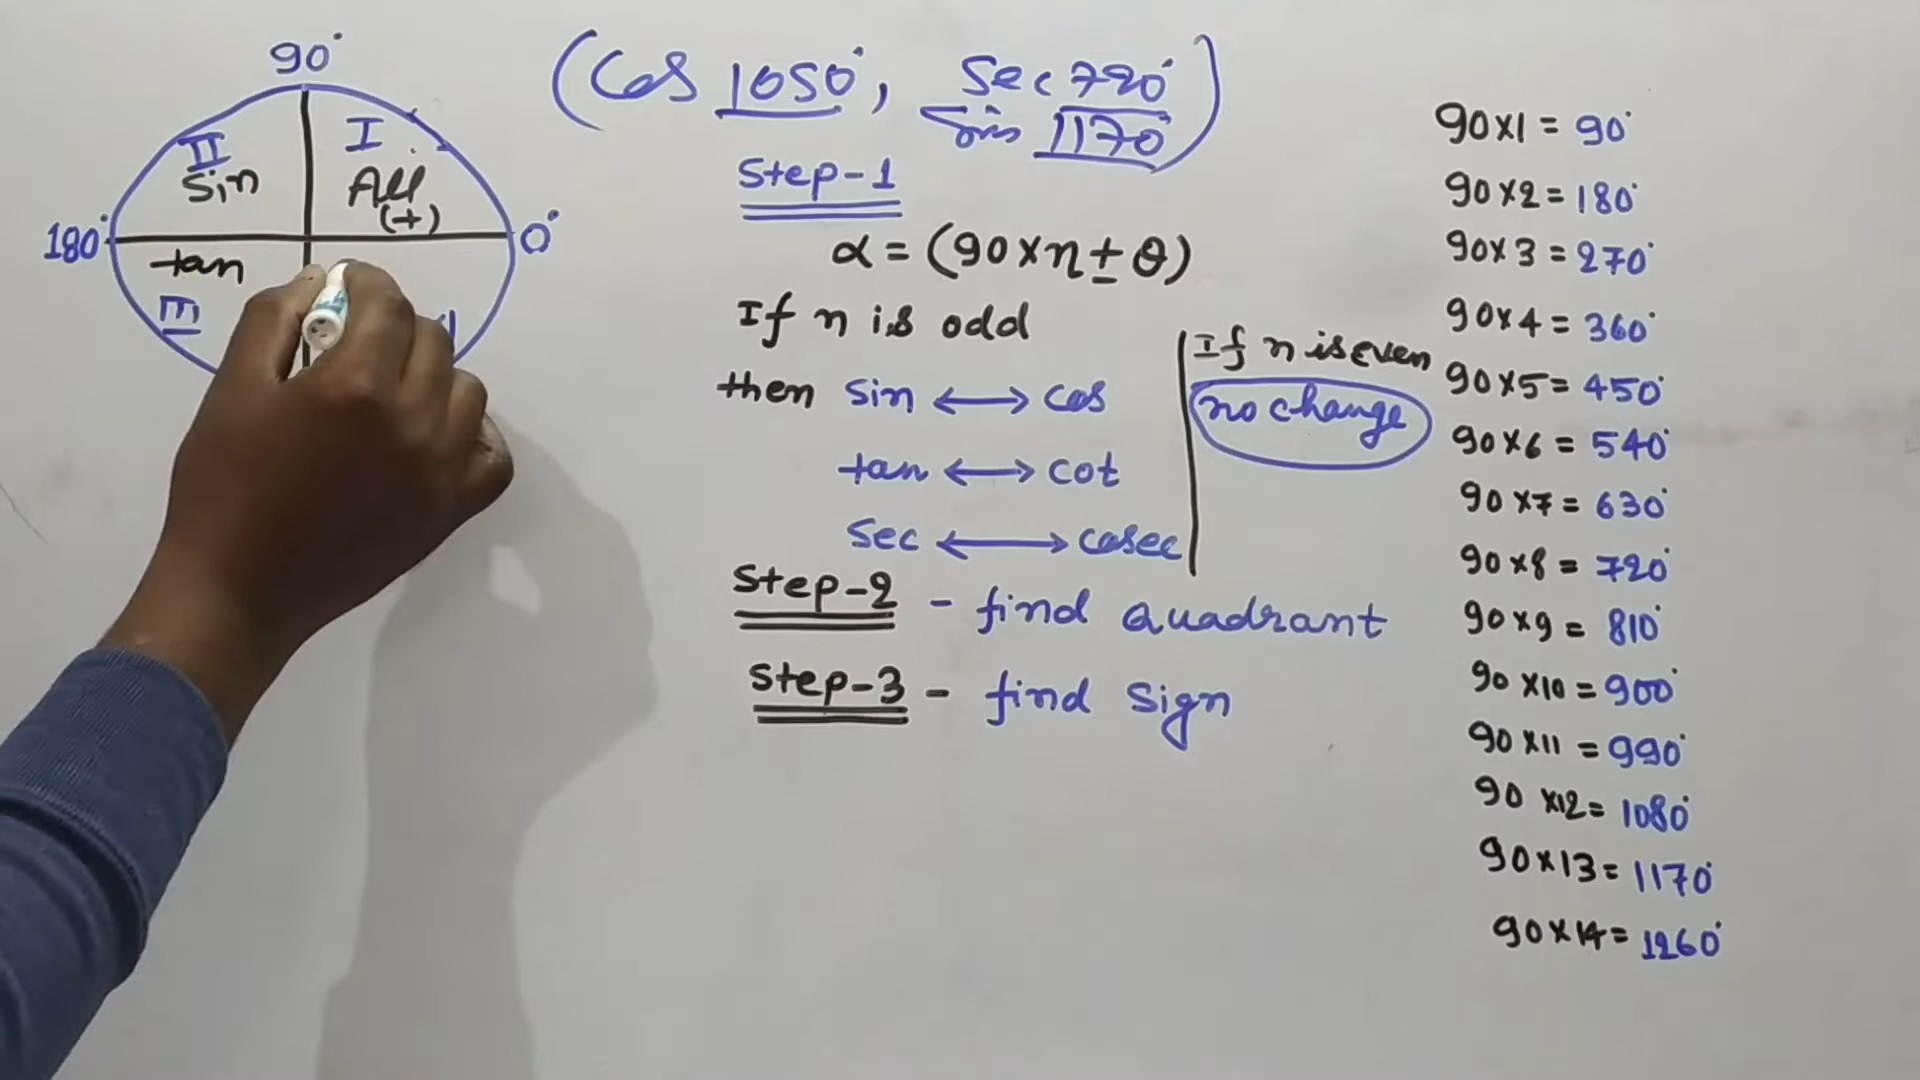 90°
I
All
(+)
II
Sin
180°
0°
tan
III
(Cos 1050°, Sec 720°
Sin 1170°)
Step-1
α = (90×n±θ)
If n is odd
then Sin ⟷ Cos
tan ⟷ Cot
Sec ⟷ Cosec
If n is even
no change
Step-2 - find Quadrant
Step-3 - find Sign
90×1 = 90°
90×2 = 180°
90×3 = 270°
90×4 = 360°
90×5 = 450°
90×6 = 540°
90×7 = 630°
90×8 = 720°
90×9 = 810°
90×10 = 900°
90×11 = 990°
90×12 = 1080°
90×13 = 1170°
90×14 = 1260°